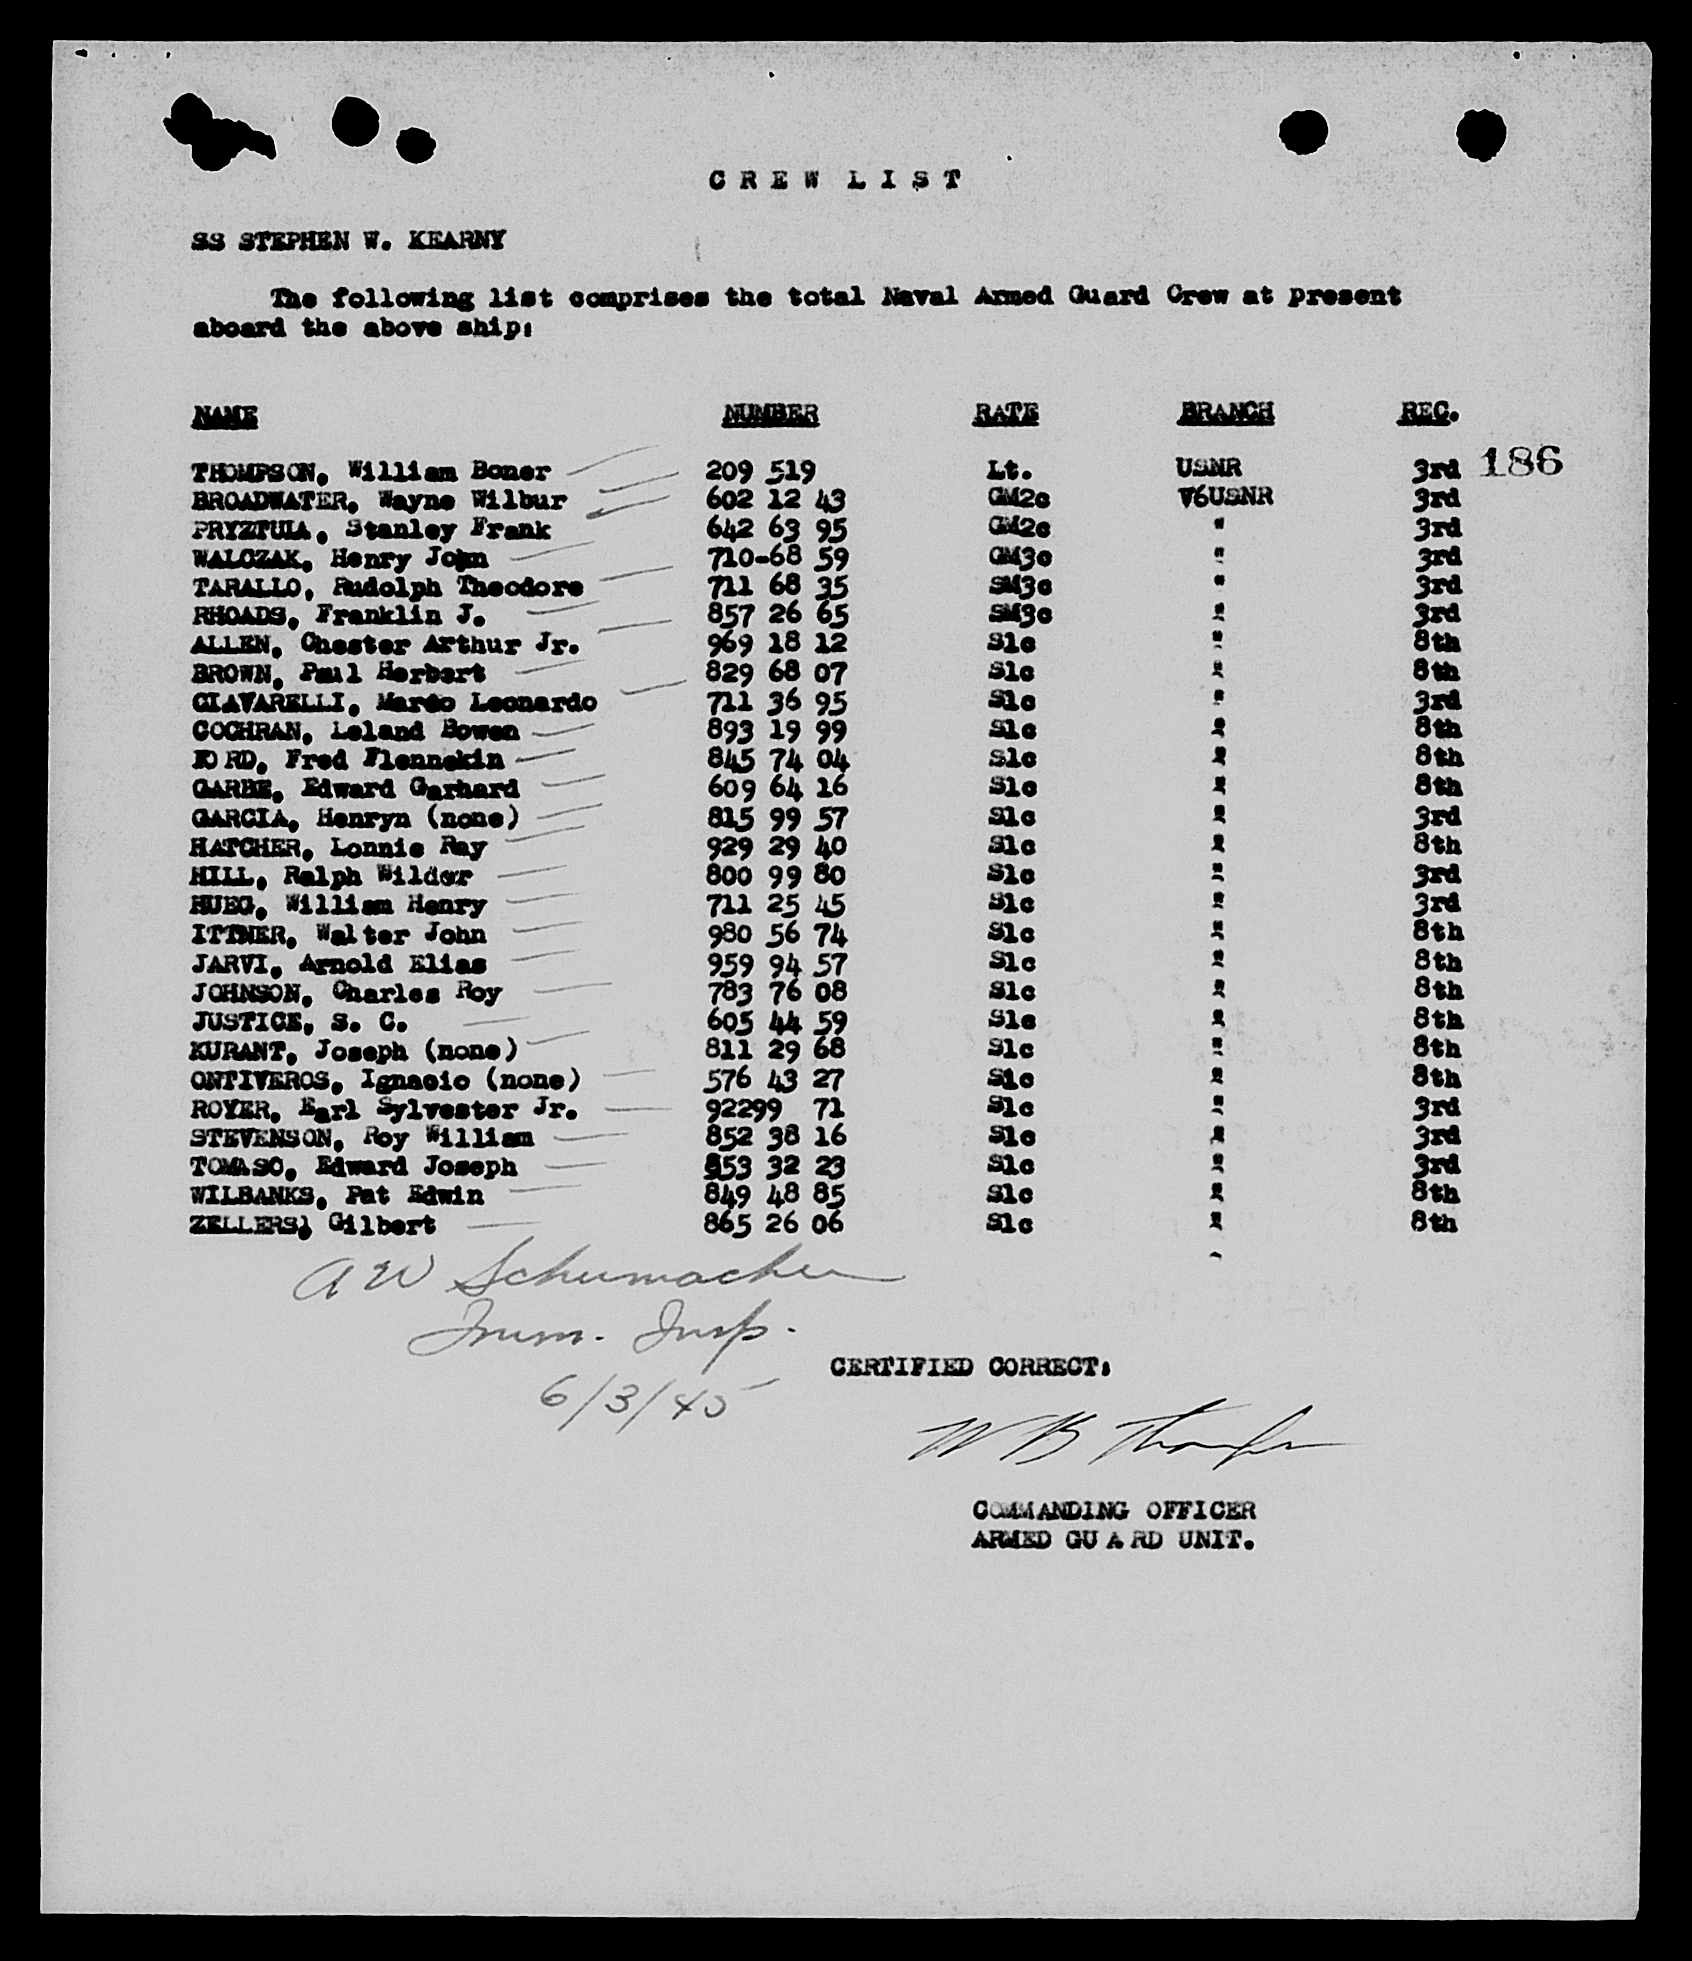 CREW LIST
SS STEPHEN W. KEARNY
The following list comprises the total Naval Armed Guard Crew at present
aboard the above ship:
NAME NUMBER RATE BRANCH REC.
THOMPSON, William Boner 209 519 Lt. USNR 3rd 186
BROADWATER, Wayne Wilbur 602 12 43 GM2c V6USNR 3rd
PRYZTULA, Stanley Frank 642 63 95 GM2c " 3rd
WALCZAK, Henry John 710-68 59 GM3c " 3rd
TARALLO, Rudolph Theodore 711 68 35 SM3c " 3rd
RHOADS, Franklin J. 857 26 65 SM3c " 3rd
ALLEN, Chester Arthur Jr. 969 18 12 S1c " 8th
BROWN, Paul Herbert 829 68 07 S1c " 8th
CIAVARELLI, Marco Leonardo 711 36 95 S1c " 3rd
COCHRAN, Leland Bowen 893 19 99 S1c " 8th
FORD, Fred Flennekin 845 74 04 S1c " 8th
GARBE, Edward Garhard 609 64 16 S1c " 8th
GARCIA, Henryn (none) 815 99 57 S1c " 3rd
HATCHER, Lonnie Ray 929 29 40 S1c " 8th
HILL, Ralph Wilder 800 99 80 S1c " 3rd
HUEG, William Henry 711 25 45 S1c " 3rd
ITTNER, Walter John 980 56 74 S1c " 8th
JARVI, Arnold Elias 959 94 57 S1c " 8th
JOHNSON, Charles Roy 783 76 08 S1c " 8th
JUSTICE, S. C. 605 44 59 S1c " 8th
KURANT, Joseph (none) 811 29 68 S1c " 8th
ONTIVEROS, Ignacio (none) 576 43 27 S1c " 8th
ROYER, Earl Sylvester Jr. 92299 71 S1c " 3rd
STEVENSON, Roy William 852 38 16 S1c " 3rd
TOMASO, Edward Joseph 853 32 23 S1c " 3rd
WILBANKS, Pat Edwin 849 48 85 S1c " 8th
ZELLERS, Gilbert 865 26 06 S1c " 8th
A W Schumacher
Imm. Insp.
6/3/45
CERTIFIED CORRECT:
W B Thompson
COMMANDING OFFICER
ARMED GUARD UNIT.